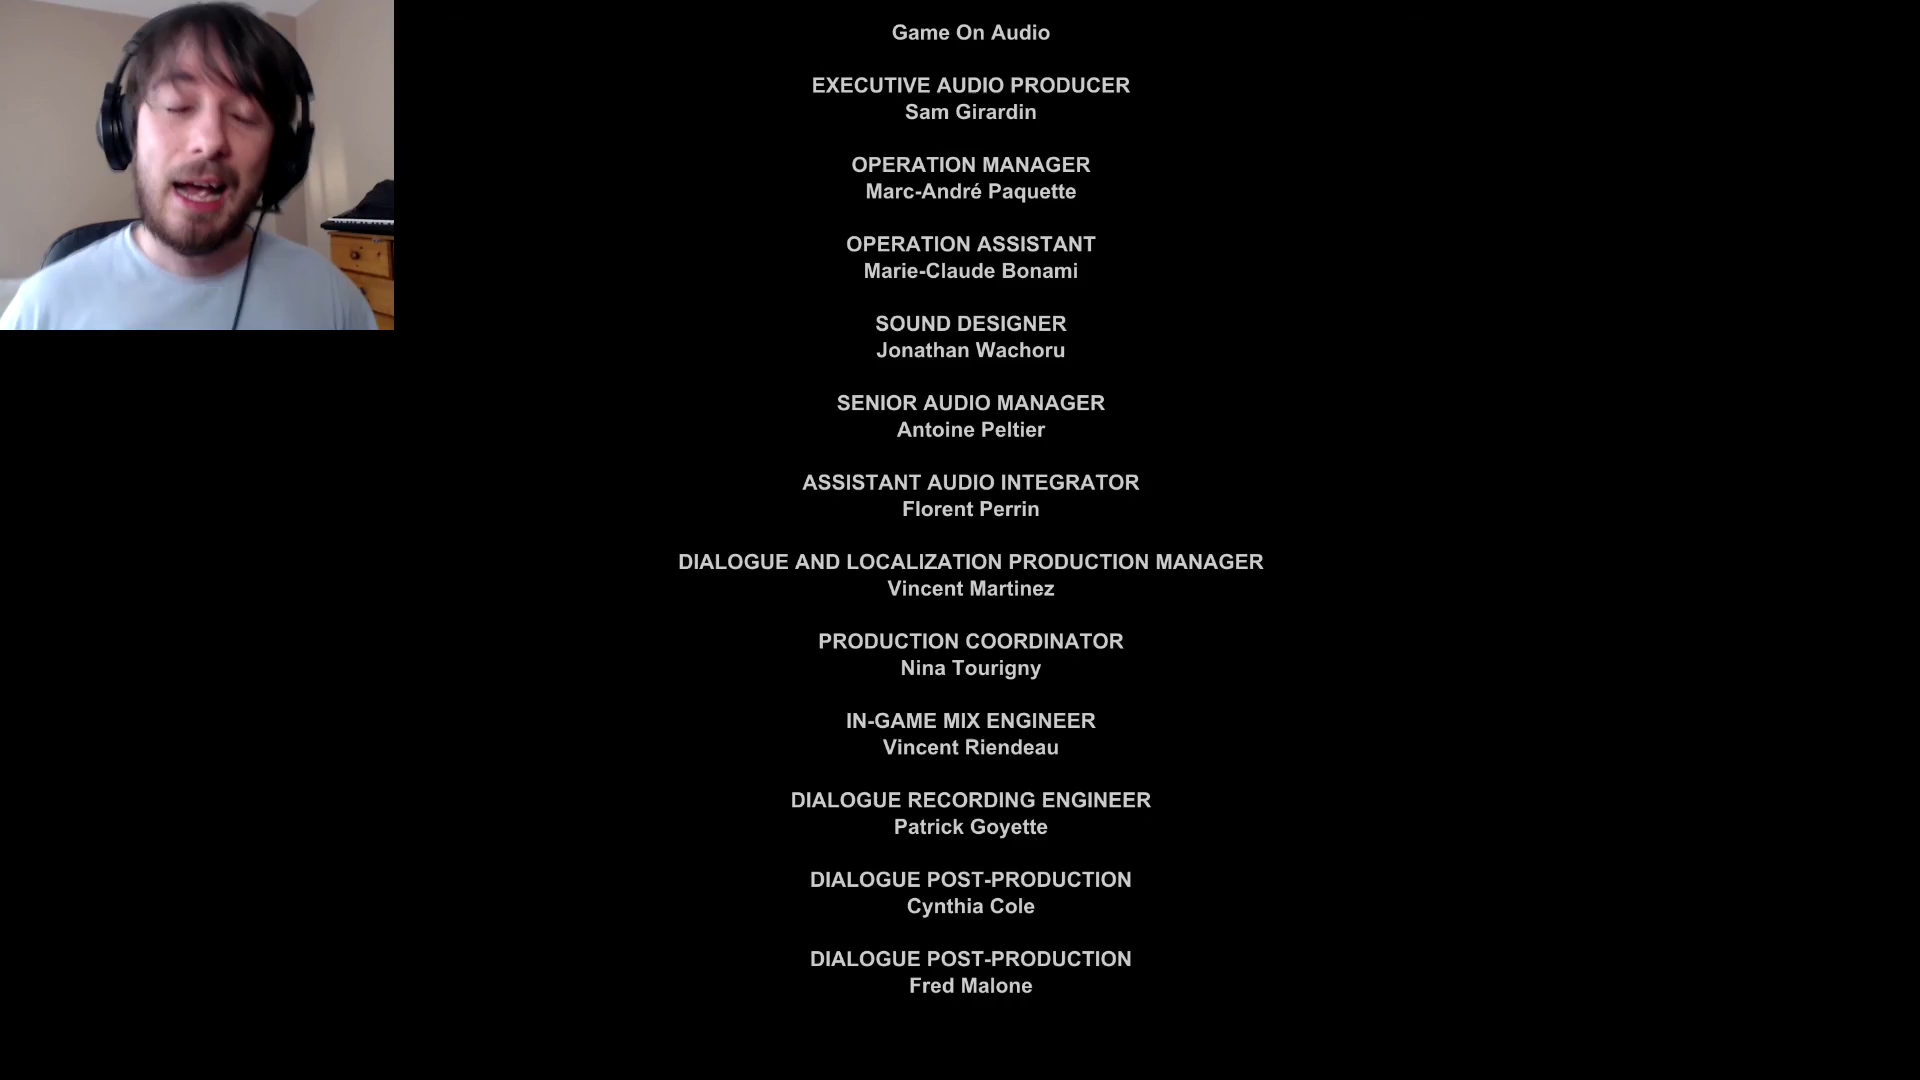 Game On Audio
EXECUTIVE AUDIO PRODUCER
Sam Girardin
OPERATION MANAGER
Marc-André Paquette
OPERATION ASSISTANT
Marie-Claude Bonami
SOUND DESIGNER
Jonathan Wachoru
SENIOR AUDIO MANAGER
Antoine Peltier
ASSISTANT AUDIO INTEGRATOR
Florent Perrin
DIALOGUE AND LOCALIZATION PRODUCTION MANAGER
Vincent Martinez
PRODUCTION COORDINATOR
Nina Tourigny
IN-GAME MIX ENGINEER
Vincent Riendeau
DIALOGUE RECORDING ENGINEER
Patrick Goyette
DIALOGUE POST-PRODUCTION
Cynthia Cole
DIALOGUE POST-PRODUCTION
Fred Malone